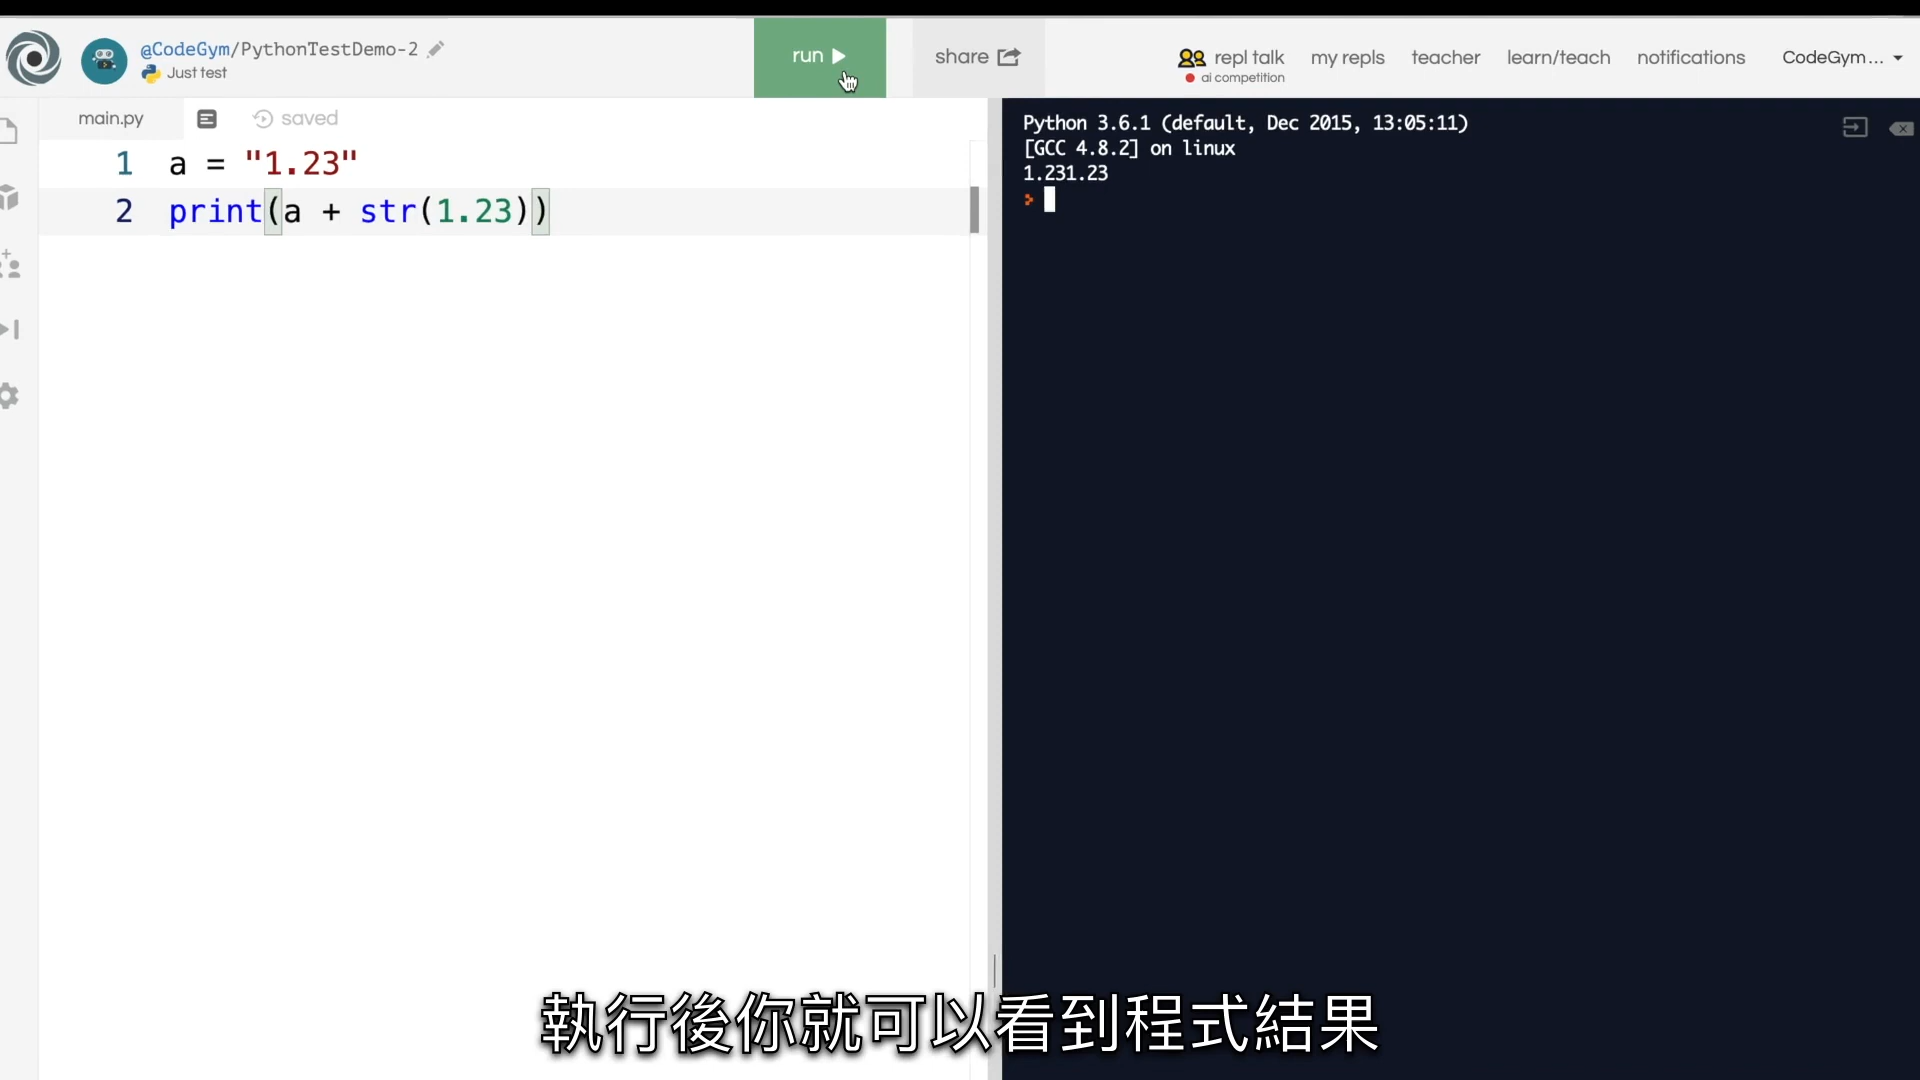 @CodeGym/PythonTestDemo-2
Just test
run
share
repl talk
ai competition
my repls
teacher
learn/teach
notifications
CodeGym...
main.py
saved
1 a = "1.23"
2 print(a + str(1.23))
Python 3.6.1 (default, Dec 2015, 13:05:11)
[GCC 4.8.2] on linux
1.231.23
執行後你就可以看到程式結果